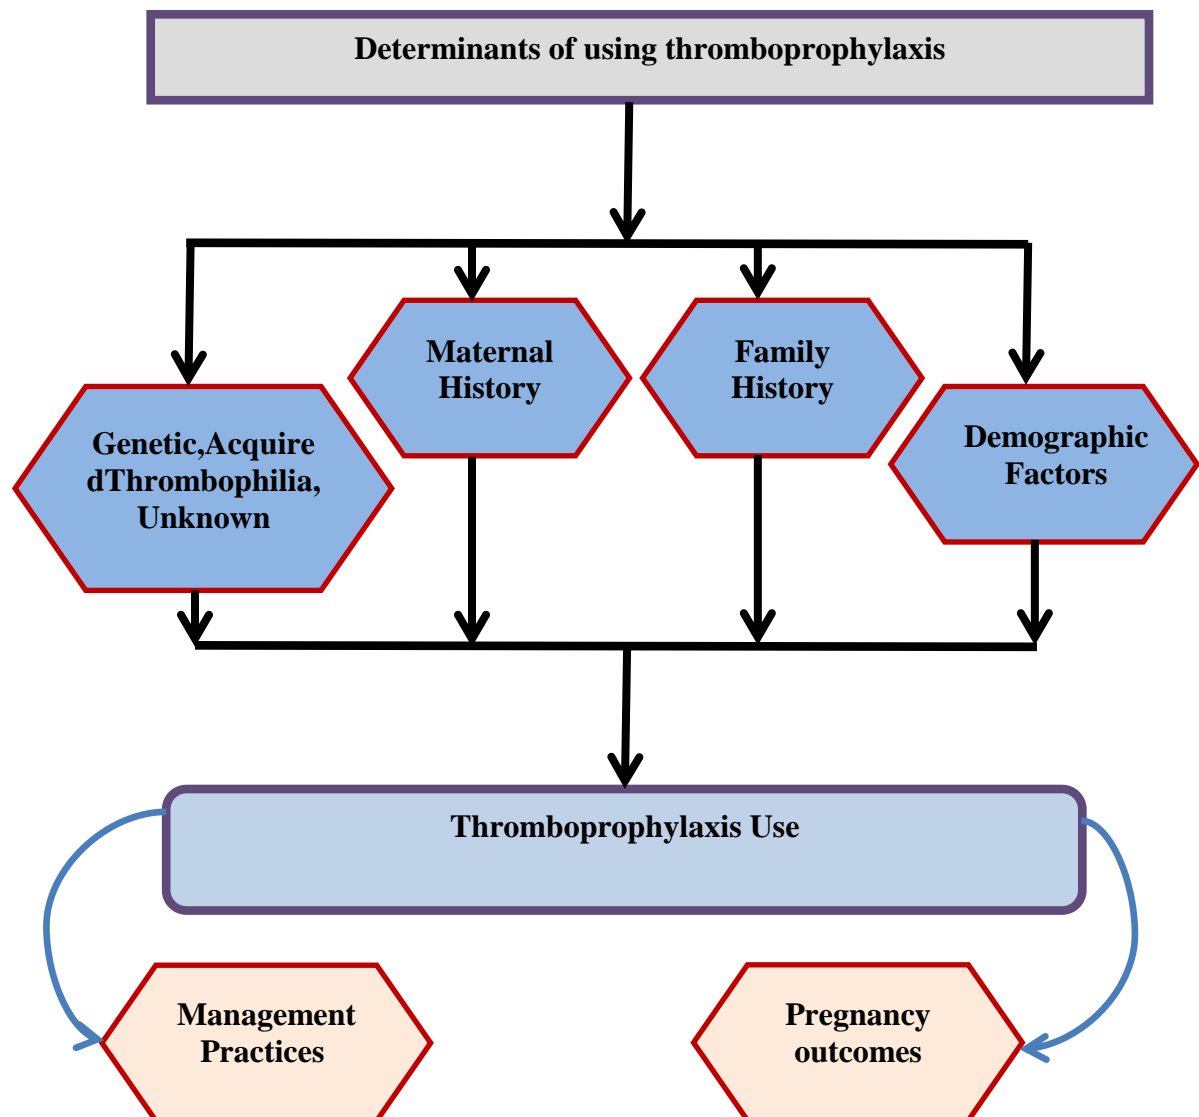 Determinants of using thromboprophylaxis
Maternal
History
Family
History
Genetic,Acquire
dThrombophilia,
Unknown
Demographic
Factors
Thromboprophylaxis Use
Management
Practices
Pregnancy
outcomes